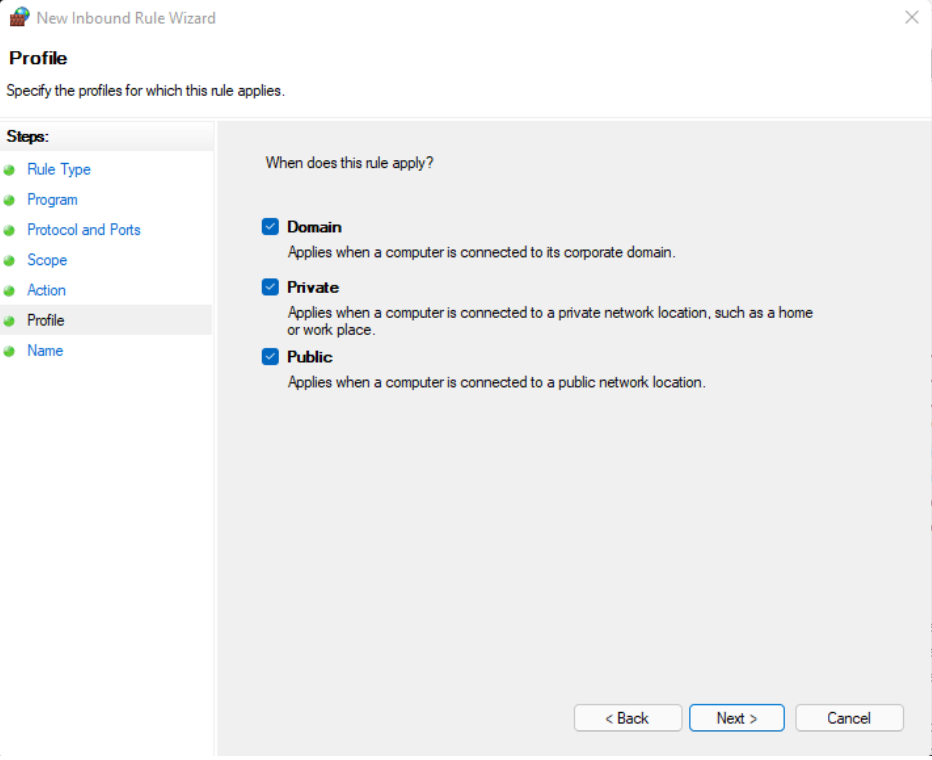 New Inbound Rule Wizard
Profile
Specify the profiles for which this rule applies.
Steps:
Rule Type
Program
Protocol and Ports
Scope
Action
Profile
Name
When does this rule apply?
Domain
Applies when a computer is connected to its corporate domain.
Private
Applies when a computer is connected to a private network location, such as a home
or work place.
Public
Applies when a computer is connected to a public network location.
< Back
Next >
Cancel